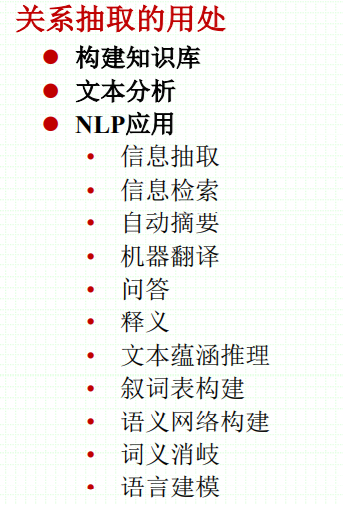 关系抽取的用处
● 构建知识库
● 文本分析
● NLP应用
• 信息抽取
• 信息检索
• 自动摘要
• 机器翻译
• 问答
• 释义
• 文本蕴涵推理
• 叙词表构建
• 语义网络构建
• 词义消岐
• 语言建模